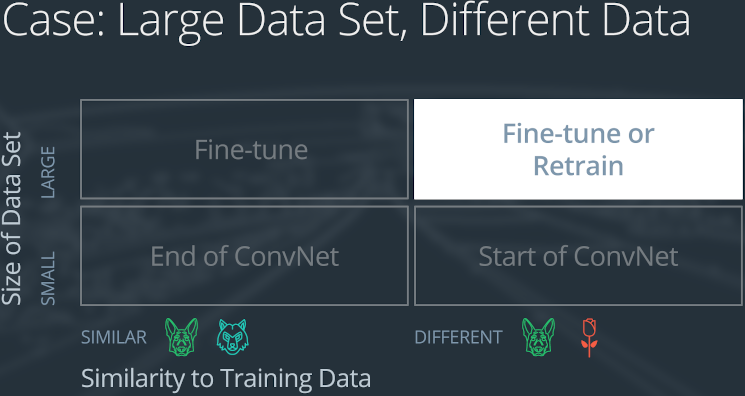 Case: Large Data Set, Different Data
Size of Data Set
LARGE
Fine-tune
Fine-tune or
Retrain
SMALL
End of ConvNet
Start of ConvNet
SIMILAR
DIFFERENT
Similarity to Training Data